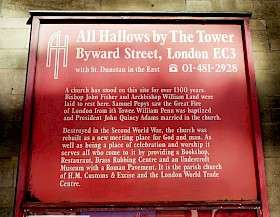 All Hallows by The Tower
Byward Street, London EC3
with St. Dunstan in the East ☎ 01-481-2928
A church has stood on this site for over 1300 years.
Bishop John Fisher and Archbishop William Laud were
laid to rest here. Samuel Pepys saw the Great Fire
of London from its Tower. William Penn was baptized
and President John Quincy Adams married in the church.
Destroyed in the Second World War, the church was
rebuilt as a new meeting place for God and man. As
well as being a place of celebration and worship it
serves all who come to it by providing a Bookshop,
Restaurant, Brass Rubbing Centre and an Undercroft
Museum with a Roman Pavement. It is the parish church
of H.M. Customs & Excise and the London World Trade
Centre.